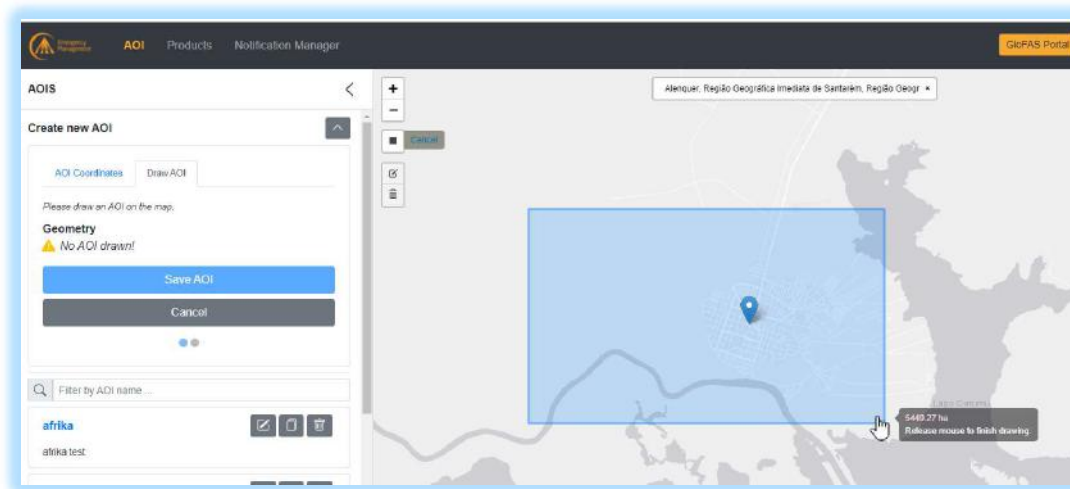 Emergency
Management
AOI Products Notification Manager
GloFAS Portal
AOIS
Create new AOI
AOI Coordinates Draw AOI
Please draw an AOI on the map.
Geometry
No AOI drawn!
Save AOI
Cancel
Filter by AOI name ...
afrika
afrika test
+
−
Cancel
Alenquer, Região Geográfica Imediata de Santarém, Região Geogr ×
5449.27 ha
Release mouse to finish drawing.